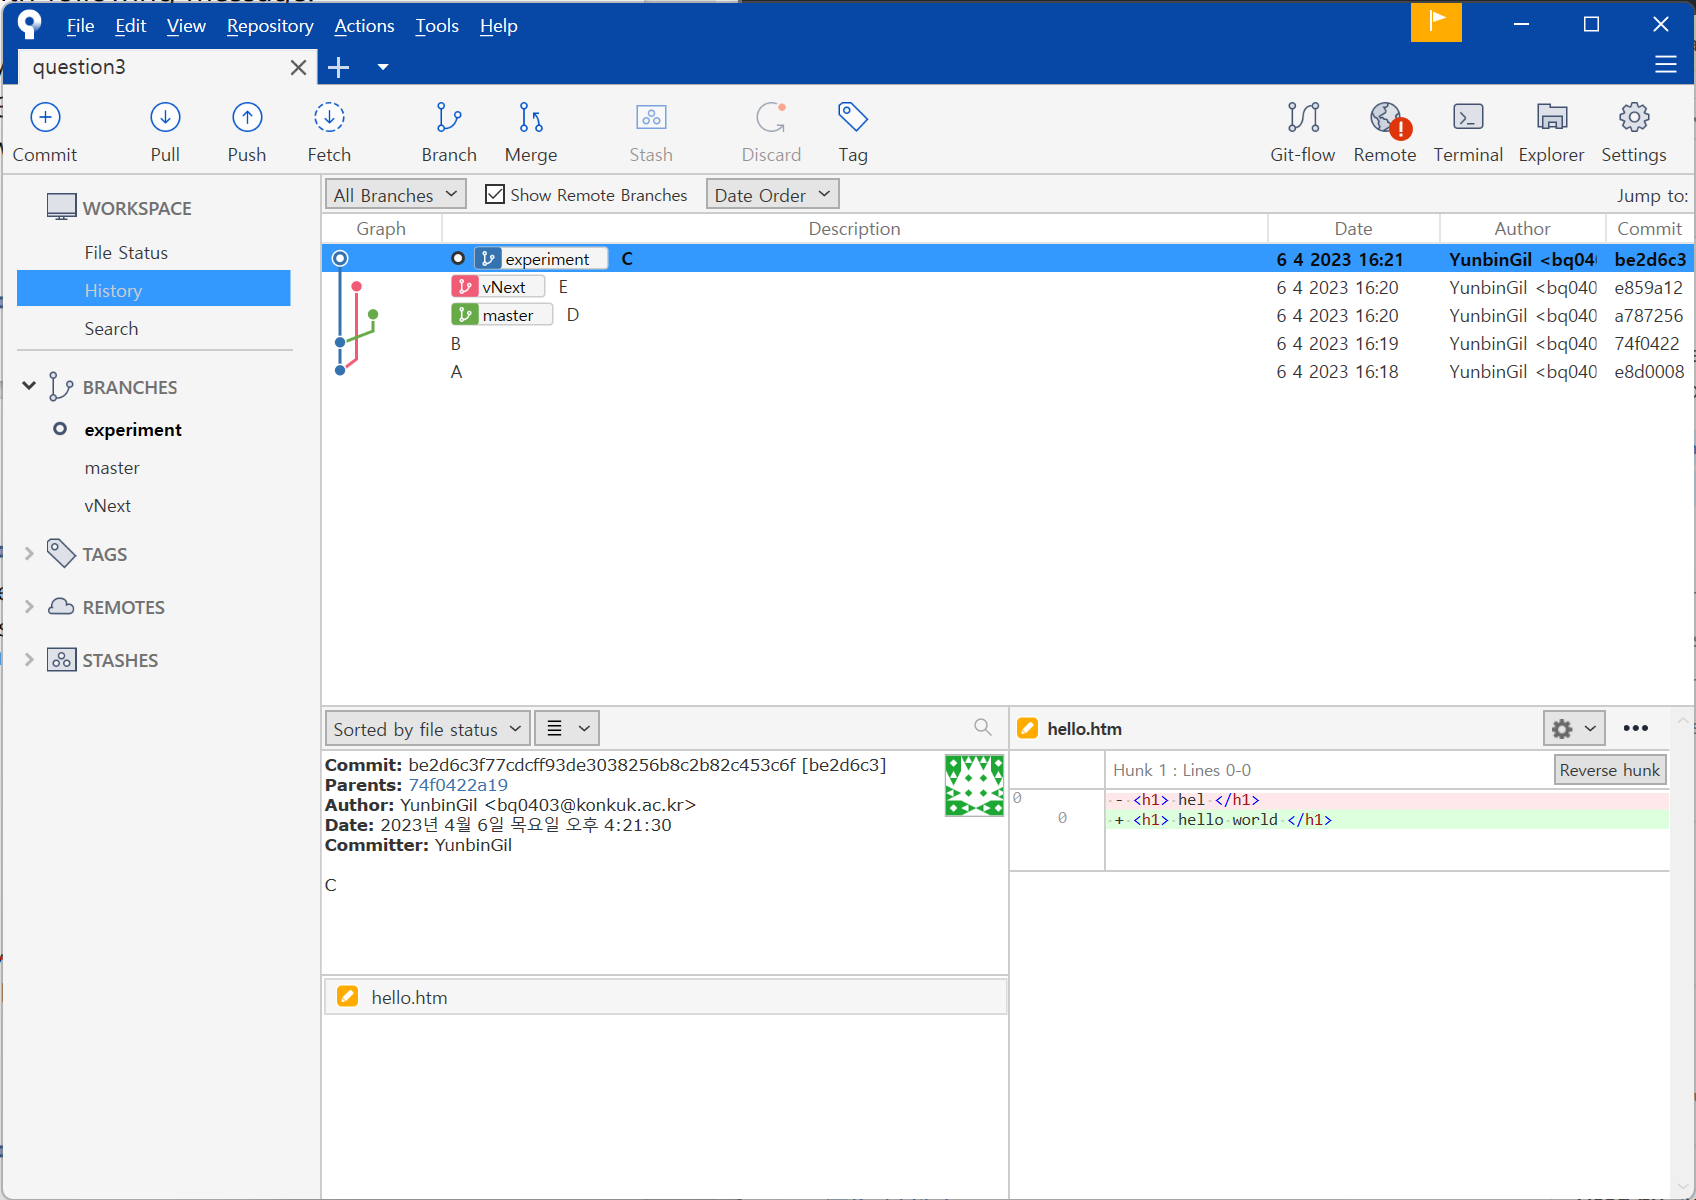 File Edit View Repository Actions Tools Help
question3
Commit Pull Push Fetch Branch Merge Stash Discard Tag Git-flow Remote Terminal Explorer Settings
WORKSPACE
File Status
History
Search
BRANCHES
experiment
master
vNext
TAGS
REMOTES
STASHES
All Branches Show Remote Branches Date Order Jump to:
Graph Description Date Author Commit
experiment C 6 4 2023 16:21 YunbinGil <bq04 be2d6c3
vNext E 6 4 2023 16:20 YunbinGil <bq040 e859a12
master D 6 4 2023 16:20 YunbinGil <bq040 a787256
B 6 4 2023 16:19 YunbinGil <bq040 74f0422
A 6 4 2023 16:18 YunbinGil <bq040 e8d0008
Sorted by file status
Commit: be2d6c3f77cdcff93de3038256b8c2b82c453c6f [be2d6c3]
Parents: 74f0422a19
Author: YunbinGil <bq0403@konkuk.ac.kr>
Date: 2023년 4월 6일 목요일 오후 4:21:30
Committer: YunbinGil
C
hello.htm
hello.htm
Hunk 1 : Lines 0-0 Reverse hunk
0 - <h1> hel </h1>
0 + <h1> hello world </h1>